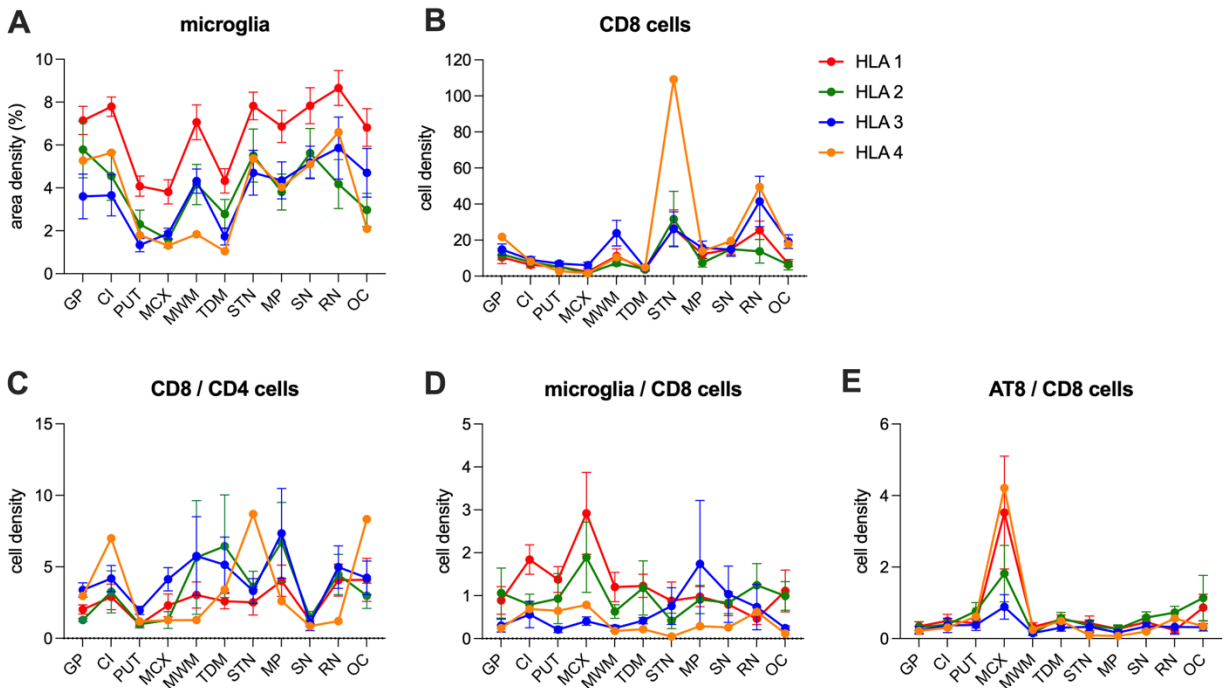 A
microglia
area density (%)
10
8
6
4
2
0
GP
CI
PUT
MCX
MWM
TDM
STN
MP
SN
RN
OC
B
CD8 cells
cell density
120
100
80
60
40
20
0
GP
CI
PUT
MCX
MWM
TDM
STN
MP
SN
RN
OC
HLA 1
HLA 2
HLA 3
HLA 4
C
CD8 / CD4 cells
cell density
15
10
5
0
GP
CI
PUT
MCX
MWM
TDM
STN
MP
SN
RN
OC
D
microglia / CD8 cells
cell density
5
4
3
2
1
0
GP
CI
PUT
MCX
MWM
TDM
STN
MP
SN
RN
OC
E
AT8 / CD8 cells
cell density
6
4
2
0
GP
CI
PUT
MCX
MWM
TDM
STN
MP
SN
RN
OC